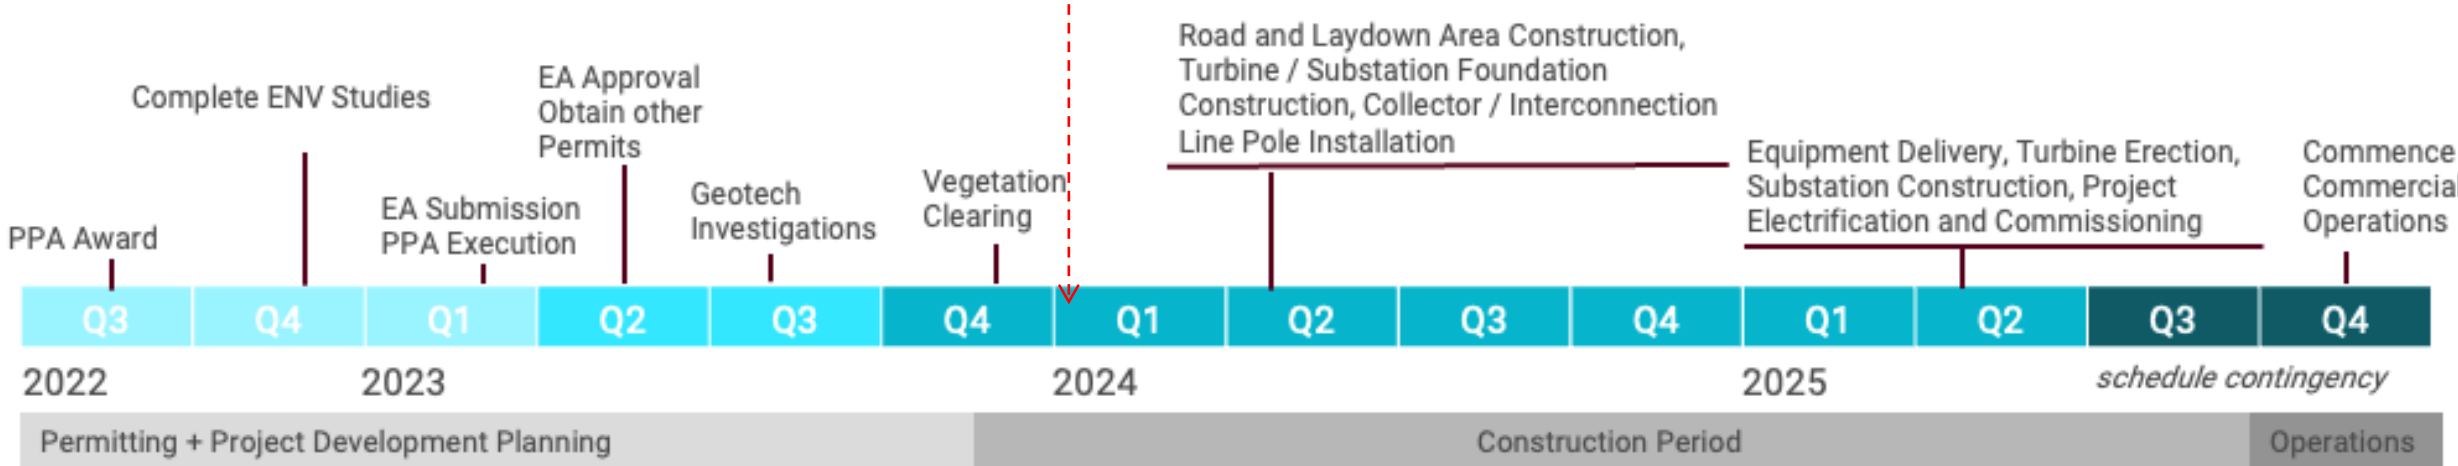 Road and Laydown Area Construction,
Turbine / Substation Foundation
Construction, Collector / Interconnection
Line Pole Installation
EA Approval
Obtain other
Permits
Complete ENV Studies
Equipment Delivery, Turbine Erection,
Substation Construction, Project
Electrification and Commissioning
Commence
Commercial
Operations
Vegetation
Clearing
Geotech
Investigations
EA Submission
PPA Execution
PPA Award
Q3 Q4 Q1 Q2 Q3 Q4 Q1 Q2 Q3 Q4 Q1 Q2 Q3 Q4
2022 2023 2024 2025 schedule contingency
Permitting + Project Development Planning Construction Period Operations